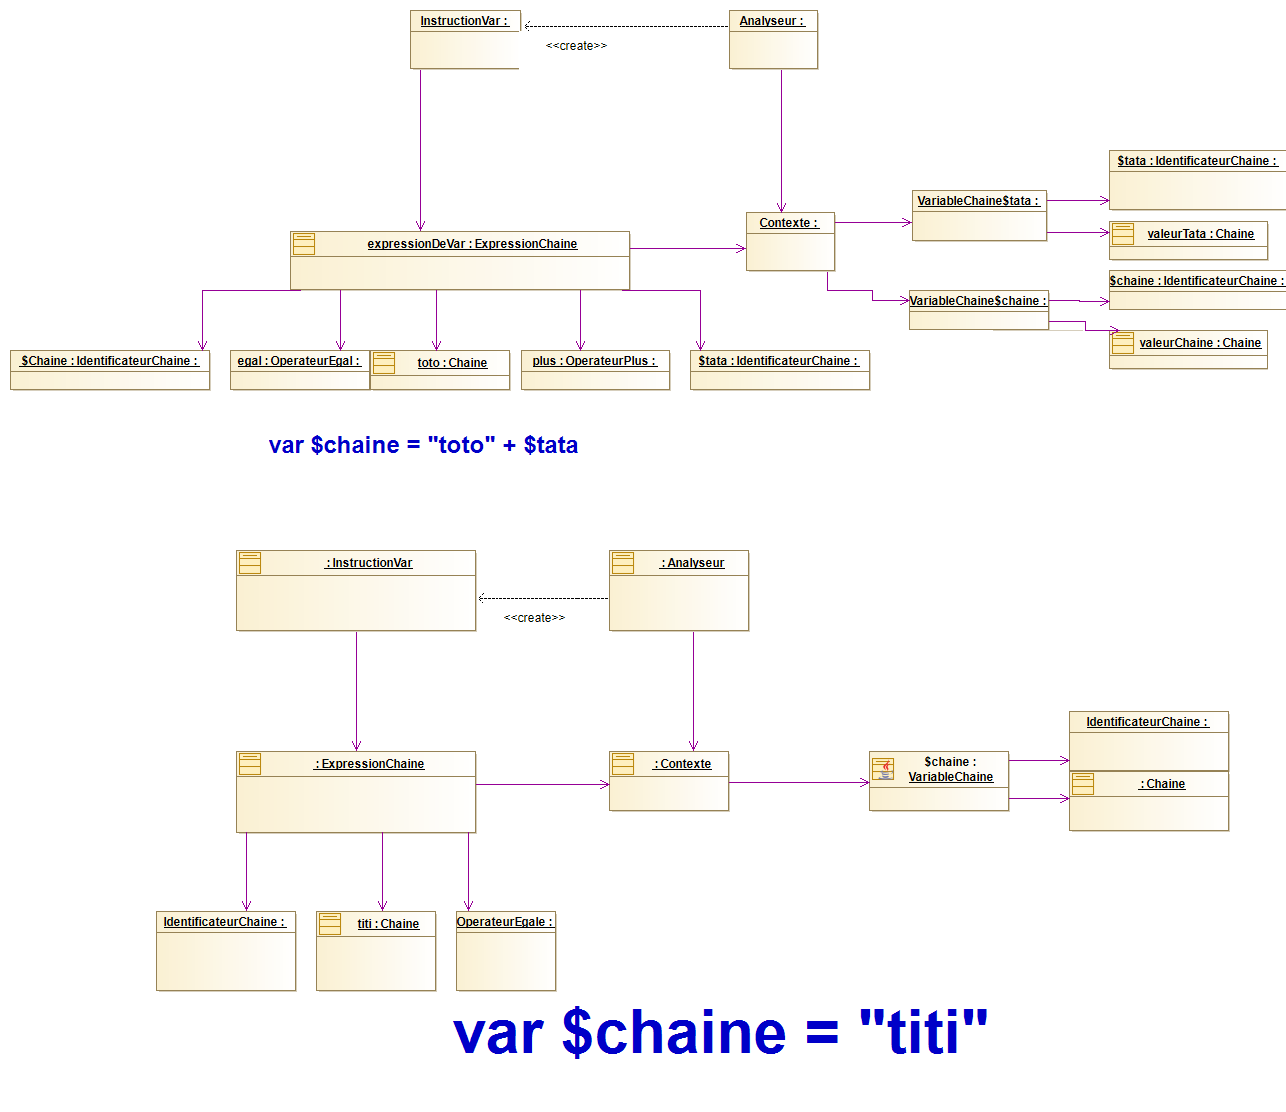 InstructionVar :
Analyseur :
<<create>>
$tata : IdentificateurChaine :
VariableChaine$tata :
Contexte :
valeurTata : Chaine
expressionDeVar : ExpressionChaine
$chaine : IdentificateurChaine :
VariableChaine$chaine :
valeurChaine : Chaine
$Chaine : IdentificateurChaine :
egal : OperateurEgal :
toto : Chaine
plus : OperateurPlus :
$tata : IdentificateurChaine :
var $chaine = "toto" + $tata
: InstructionVar
: Analyseur
<<create>>
IdentificateurChaine :
: ExpressionChaine
: Contexte
$chaine :
VariableChaine
: Chaine
IdentificateurChaine :
titi : Chaine
OperateurEgale :
var $chaine = "titi"